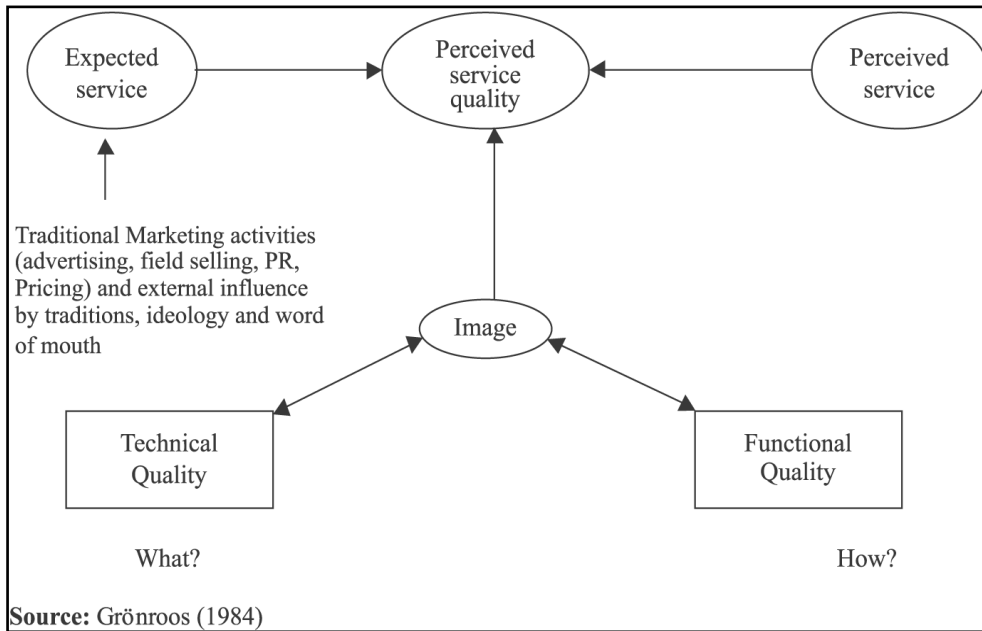 Expected
service
Perceived
service
quality
Perceived
service
Traditional Marketing activities
(advertising, field selling, PR,
Pricing) and external influence
by traditions, ideology and word
of mouth
Image
Technical
Quality
Functional
Quality
What?
How?
Source: Grönroos (1984)